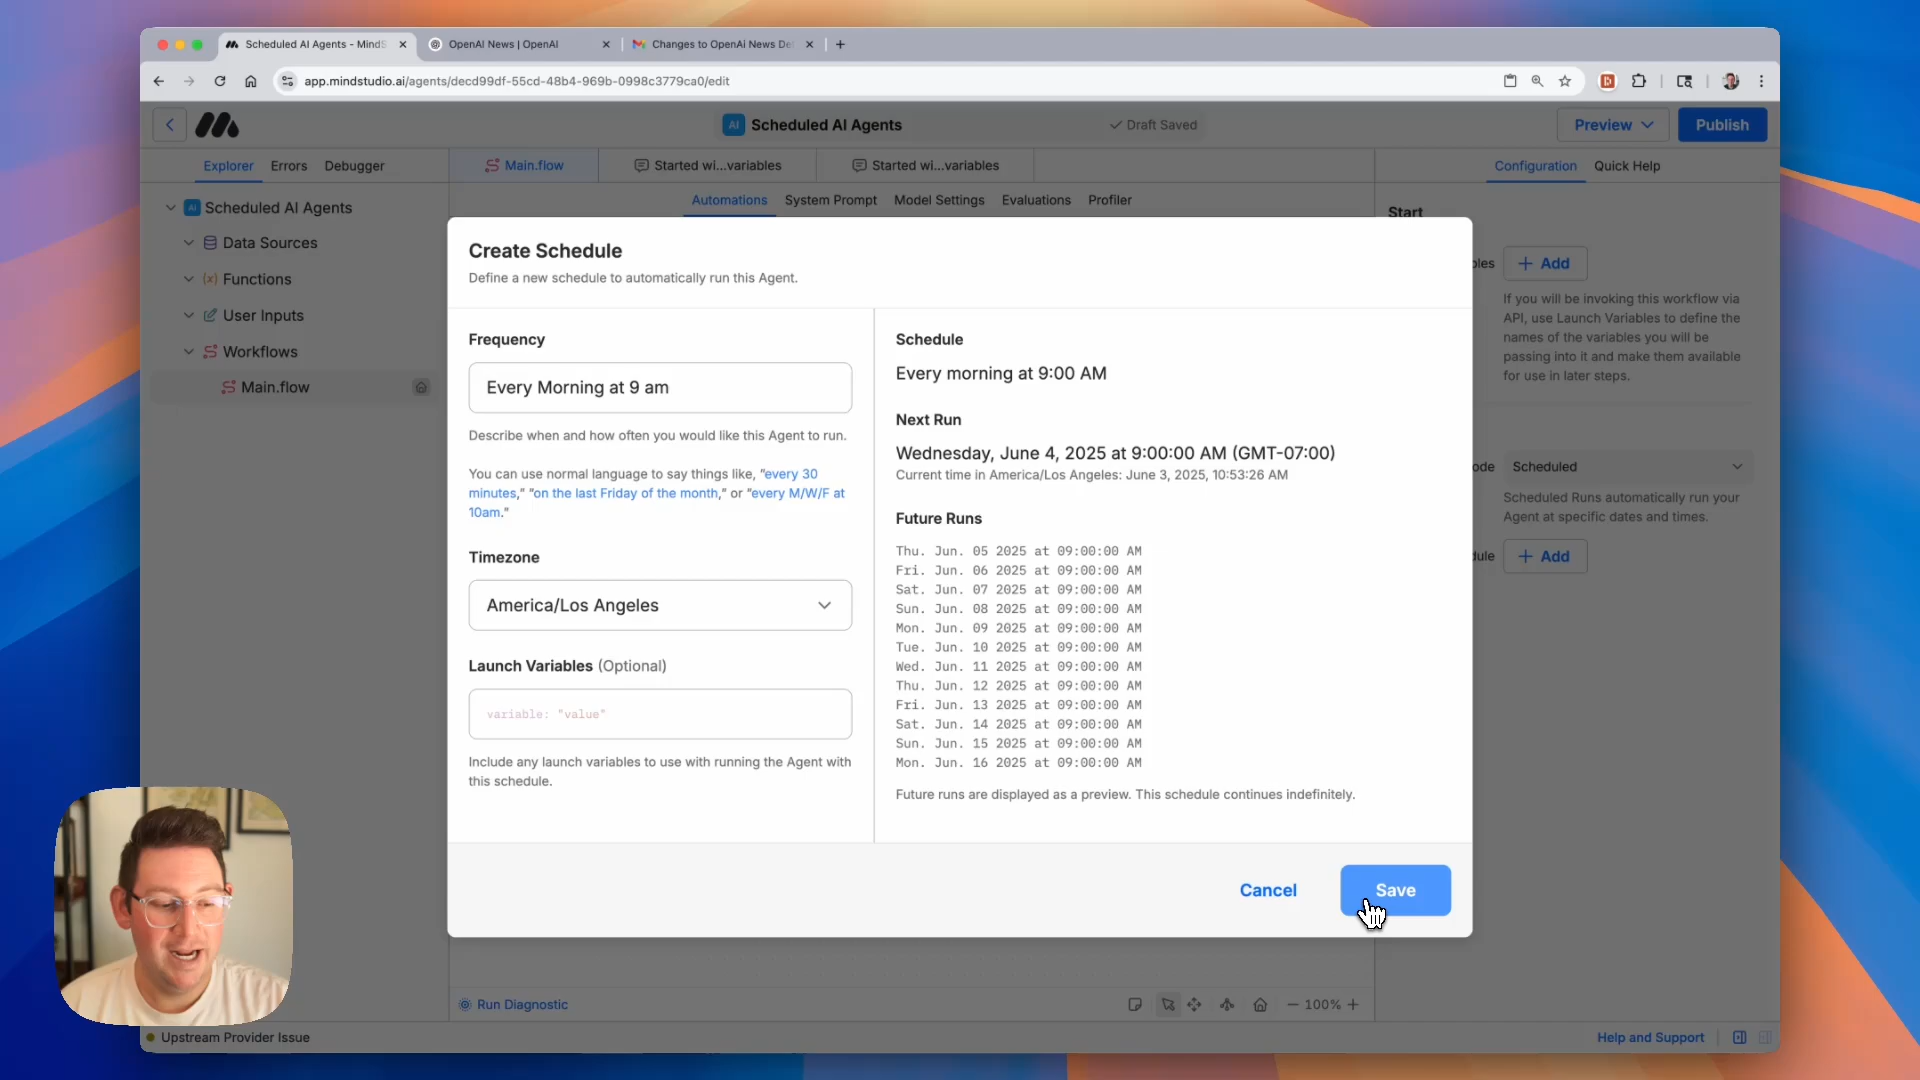 Scheduled AI Agents - MindS
OpenAI News | OpenAI
Changes to OpenAi News De
app.mindstudio.ai/agents/decd99df-55cd-48b4-969b-0998c3779ca0/edit
AI Scheduled AI Agents
Draft Saved
Preview
Publish
Explorer
Errors
Debugger
Main.flow
Started wi...variables
Started wi...variables
Configuration
Quick Help
Automations
System Prompt
Model Settings
Evaluations
Profiler
AI Scheduled AI Agents
Data Sources
Functions
User Inputs
Workflows
Main.flow
Create Schedule
Define a new schedule to automatically run this Agent.
Frequency
Every Morning at 9 am
Describe when and how often you would like this Agent to run.
You can use normal language to say things like, "every 30
minutes," "on the last Friday of the month," or "every M/W/F at
10am."
Timezone
America/Los Angeles
Launch Variables (Optional)
variable: "value"
Include any launch variables to use with running the Agent with
this schedule.
Schedule
Every morning at 9:00 AM
Next Run
Wednesday, June 4, 2025 at 9:00:00 AM (GMT-07:00)
Current time in America/Los Angeles: June 3, 2025, 10:53:26 AM
Future Runs
Thu. Jun. 05 2025 at 09:00:00 AM
Fri. Jun. 06 2025 at 09:00:00 AM
Sat. Jun. 07 2025 at 09:00:00 AM
Sun. Jun. 08 2025 at 09:00:00 AM
Mon. Jun. 09 2025 at 09:00:00 AM
Tue. Jun. 10 2025 at 09:00:00 AM
Wed. Jun. 11 2025 at 09:00:00 AM
Thu. Jun. 12 2025 at 09:00:00 AM
Fri. Jun. 13 2025 at 09:00:00 AM
Sat. Jun. 14 2025 at 09:00:00 AM
Sun. Jun. 15 2025 at 09:00:00 AM
Mon. Jun. 16 2025 at 09:00:00 AM
Future runs are displayed as a preview. This schedule continues indefinitely.
Cancel
Save
Start
bles
+ Add
If you will be invoking this workflow via
API, use Launch Variables to define the
names of the variables you will be
passing into it and make them available
for use in later steps.
ode
Scheduled
Scheduled Runs automatically run your
Agent at specific dates and times.
dule
+ Add
Run Diagnostic
100%
Upstream Provider Issue
Help and Support